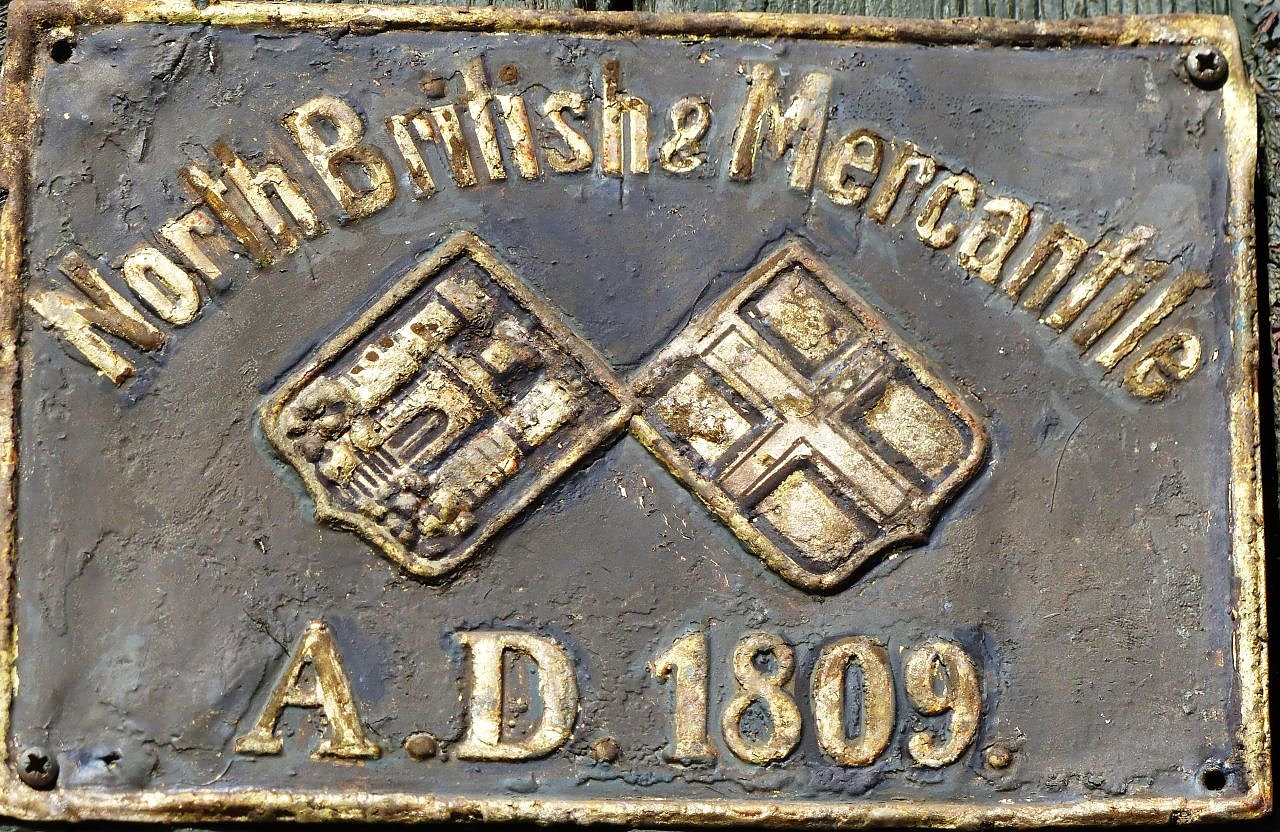 North British & Mercantile
A.D.1809.